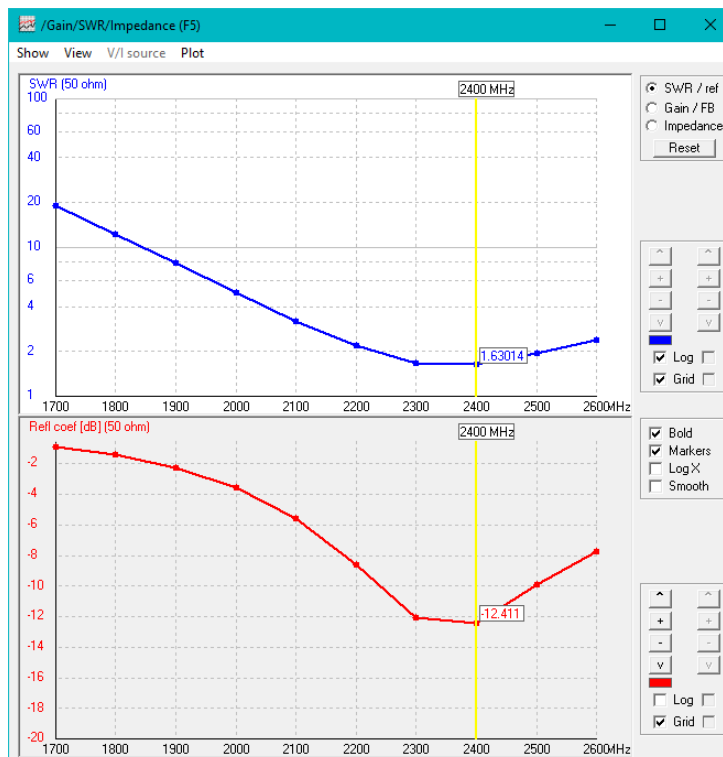 /Gain/SWR/Impedance (F5)
Show View V/I source Plot
SWR (50 ohm)
2400 MHz
100
60
40
20
10
6
4
2
1
1.63014
1700 1800 1900 2000 2100 2200 2300 2400 2500 2600MHz
Refl coef [dB] (50 ohm)
2400 MHz
-2
-4
-6
-8
-10
-12
-14
-16
-18
-20
-12.411
1700 1800 1900 2000 2100 2200 2300 2400 2500 2600MHz
SWR / ref
Gain / FB
Impedance
Reset
^ ^
+ +
- -
v v
Log
Grid
Bold
Markers
Log X
Smooth
^ ^
+ +
- -
v v
Log
Grid